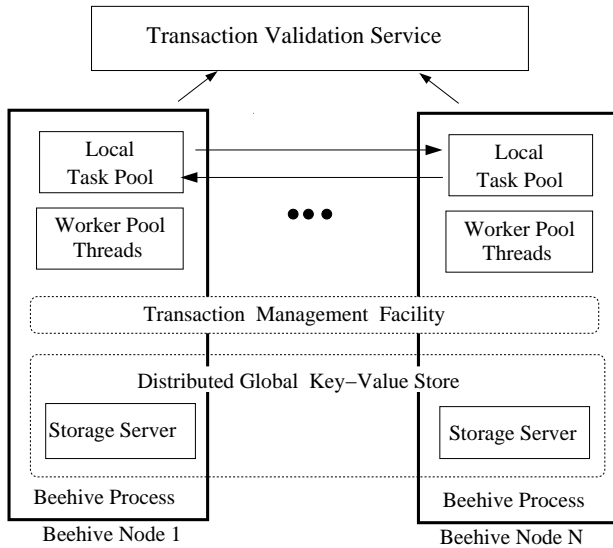 Transaction Validation Service
Local
Task Pool
Worker Pool
Threads
Local
Task Pool
Worker Pool
Threads
Transaction Management Facility
Distributed Global Key–Value Store
Storage Server
Storage Server
Beehive Process
Beehive Process
Beehive Node 1
Beehive Node N